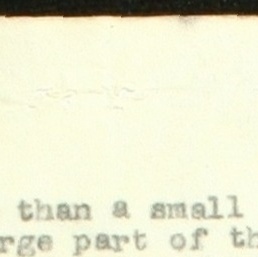 than a small
rge part of th